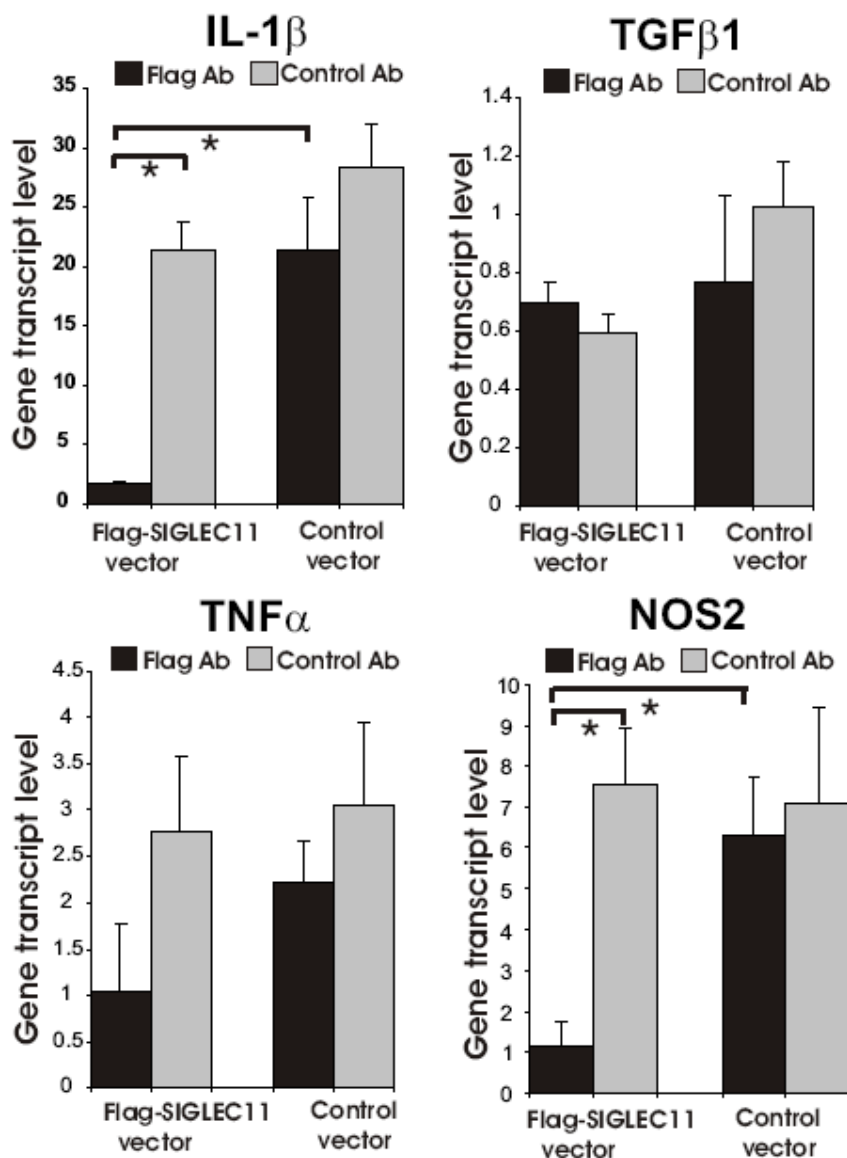 IL-1β
Flag Ab Control Ab
Gene transcript level
35
30
25
20
15
10
5
0
*
*
Flag-SIGLEC11 vector
Control vector
TGFβ1
Flag Ab Control Ab
Gene transcript level
1.4
1.2
1
0.8
0.6
0.4
0.2
0
Flag-SIGLEC11 vector
Control vector
TNFα
Flag Ab Control Ab
Gene transcript level
4.5
4
3.5
3
2.5
2
1.5
1
0.5
0
Flag-SIGLEC11 vector
Control vector
NOS2
Flag Ab Control Ab
Gene transcript level
10
9
8
7
6
5
4
3
2
1
0
*
*
Flag-SIGLEC11 vector
Control vector